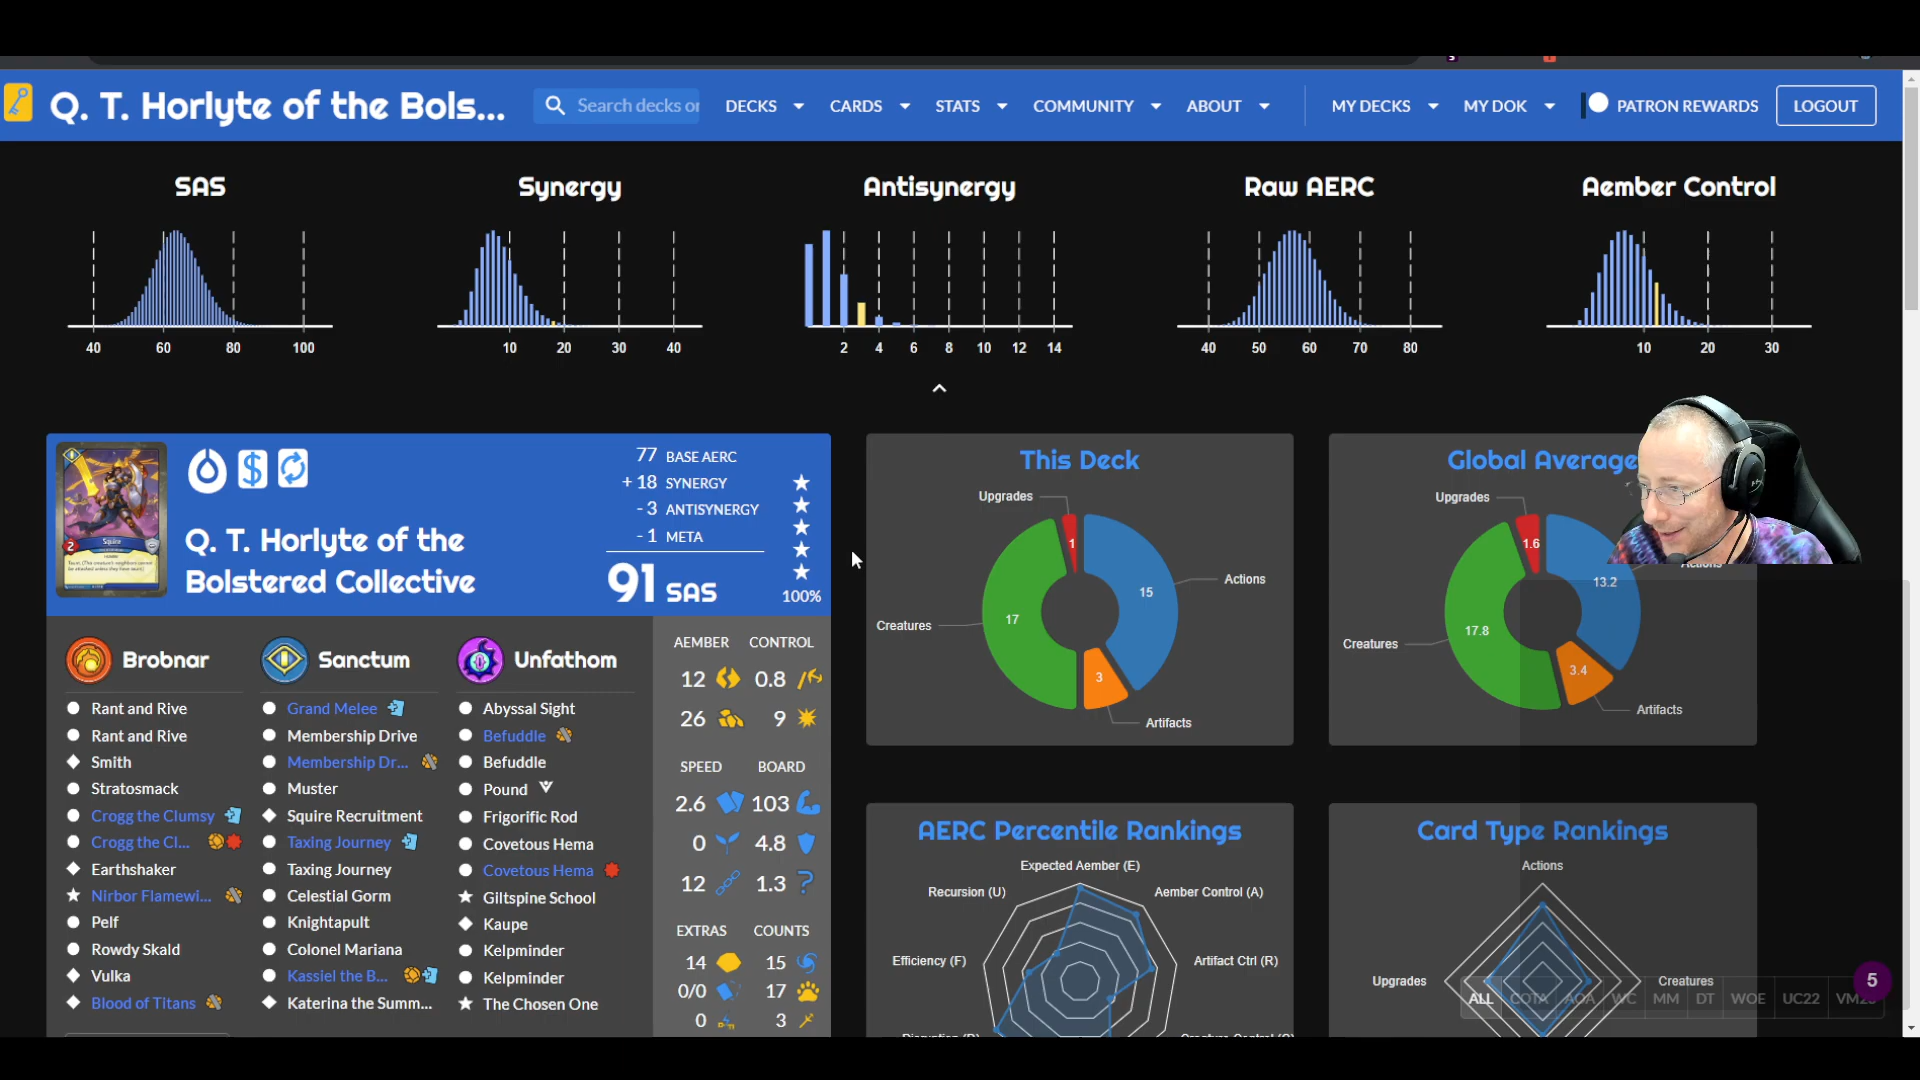 Q. T. Horlyte of the Bols...
Search decks or
DECKS
CARDS
STATS
COMMUNITY
ABOUT
MY DECKS
MY DOK
PATRON REWARDS
LOGOUT
SAS
40 60 80 100
Synergy
10 20 30 40
Antisynergy
2 4 6 8 10 12 14
Raw AERC
40 50 60 70 80
Aember Control
10 20 30
Squire
2
77 BASE AERC
+ 18 SYNERGY
- 3 ANTISYNERGY
- 1 META
91 SAS
100%
Q. T. Horlyte of the
Bolstered Collective
Brobnar
Rant and Rive
Rant and Rive
Smith
Stratosmack
Crogg the Clumsy
Crogg the Cl...
Earthshaker
Nirbor Flamewi...
Pelf
Rowdy Skald
Vulka
Blood of Titans
Sanctum
Grand Melee
Membership Drive
Membership Dr...
Muster
Squire Recruitment
Taxing Journey
Taxing Journey
Celestial Gorm
Knightapult
Colonel Mariana
Kassiel the B...
Katerina the Summ...
Unfathom
Abyssal Sight
Befuddle
Befuddle
Pound
Frigorific Rod
Covetous Hema
Covetous Hema
Giltspine School
Kaupe
Kelpminder
Kelpminder
The Chosen One
AEMBER CONTROL
12 0.8
26 9
SPEED BOARD
2.6 103
0 4.8
12 1.3
EXTRAS COUNTS
14 15
0/0 17
0 3
This Deck
Upgrades
1
15
Actions
Creatures
17
3
Artifacts
Global Average
Upgrades
1.6
13.2
Creatures
17.8
3.4
Artifacts
AERC Percentile Rankings
Expected Aember (E)
Recursion (U)
Aember Control (A)
Efficiency (F)
Artifact Ctrl (R)
Card Type Rankings
Actions
Upgrades
Creatures
5
ALL COTA AOA WC MM DT WOE UC22